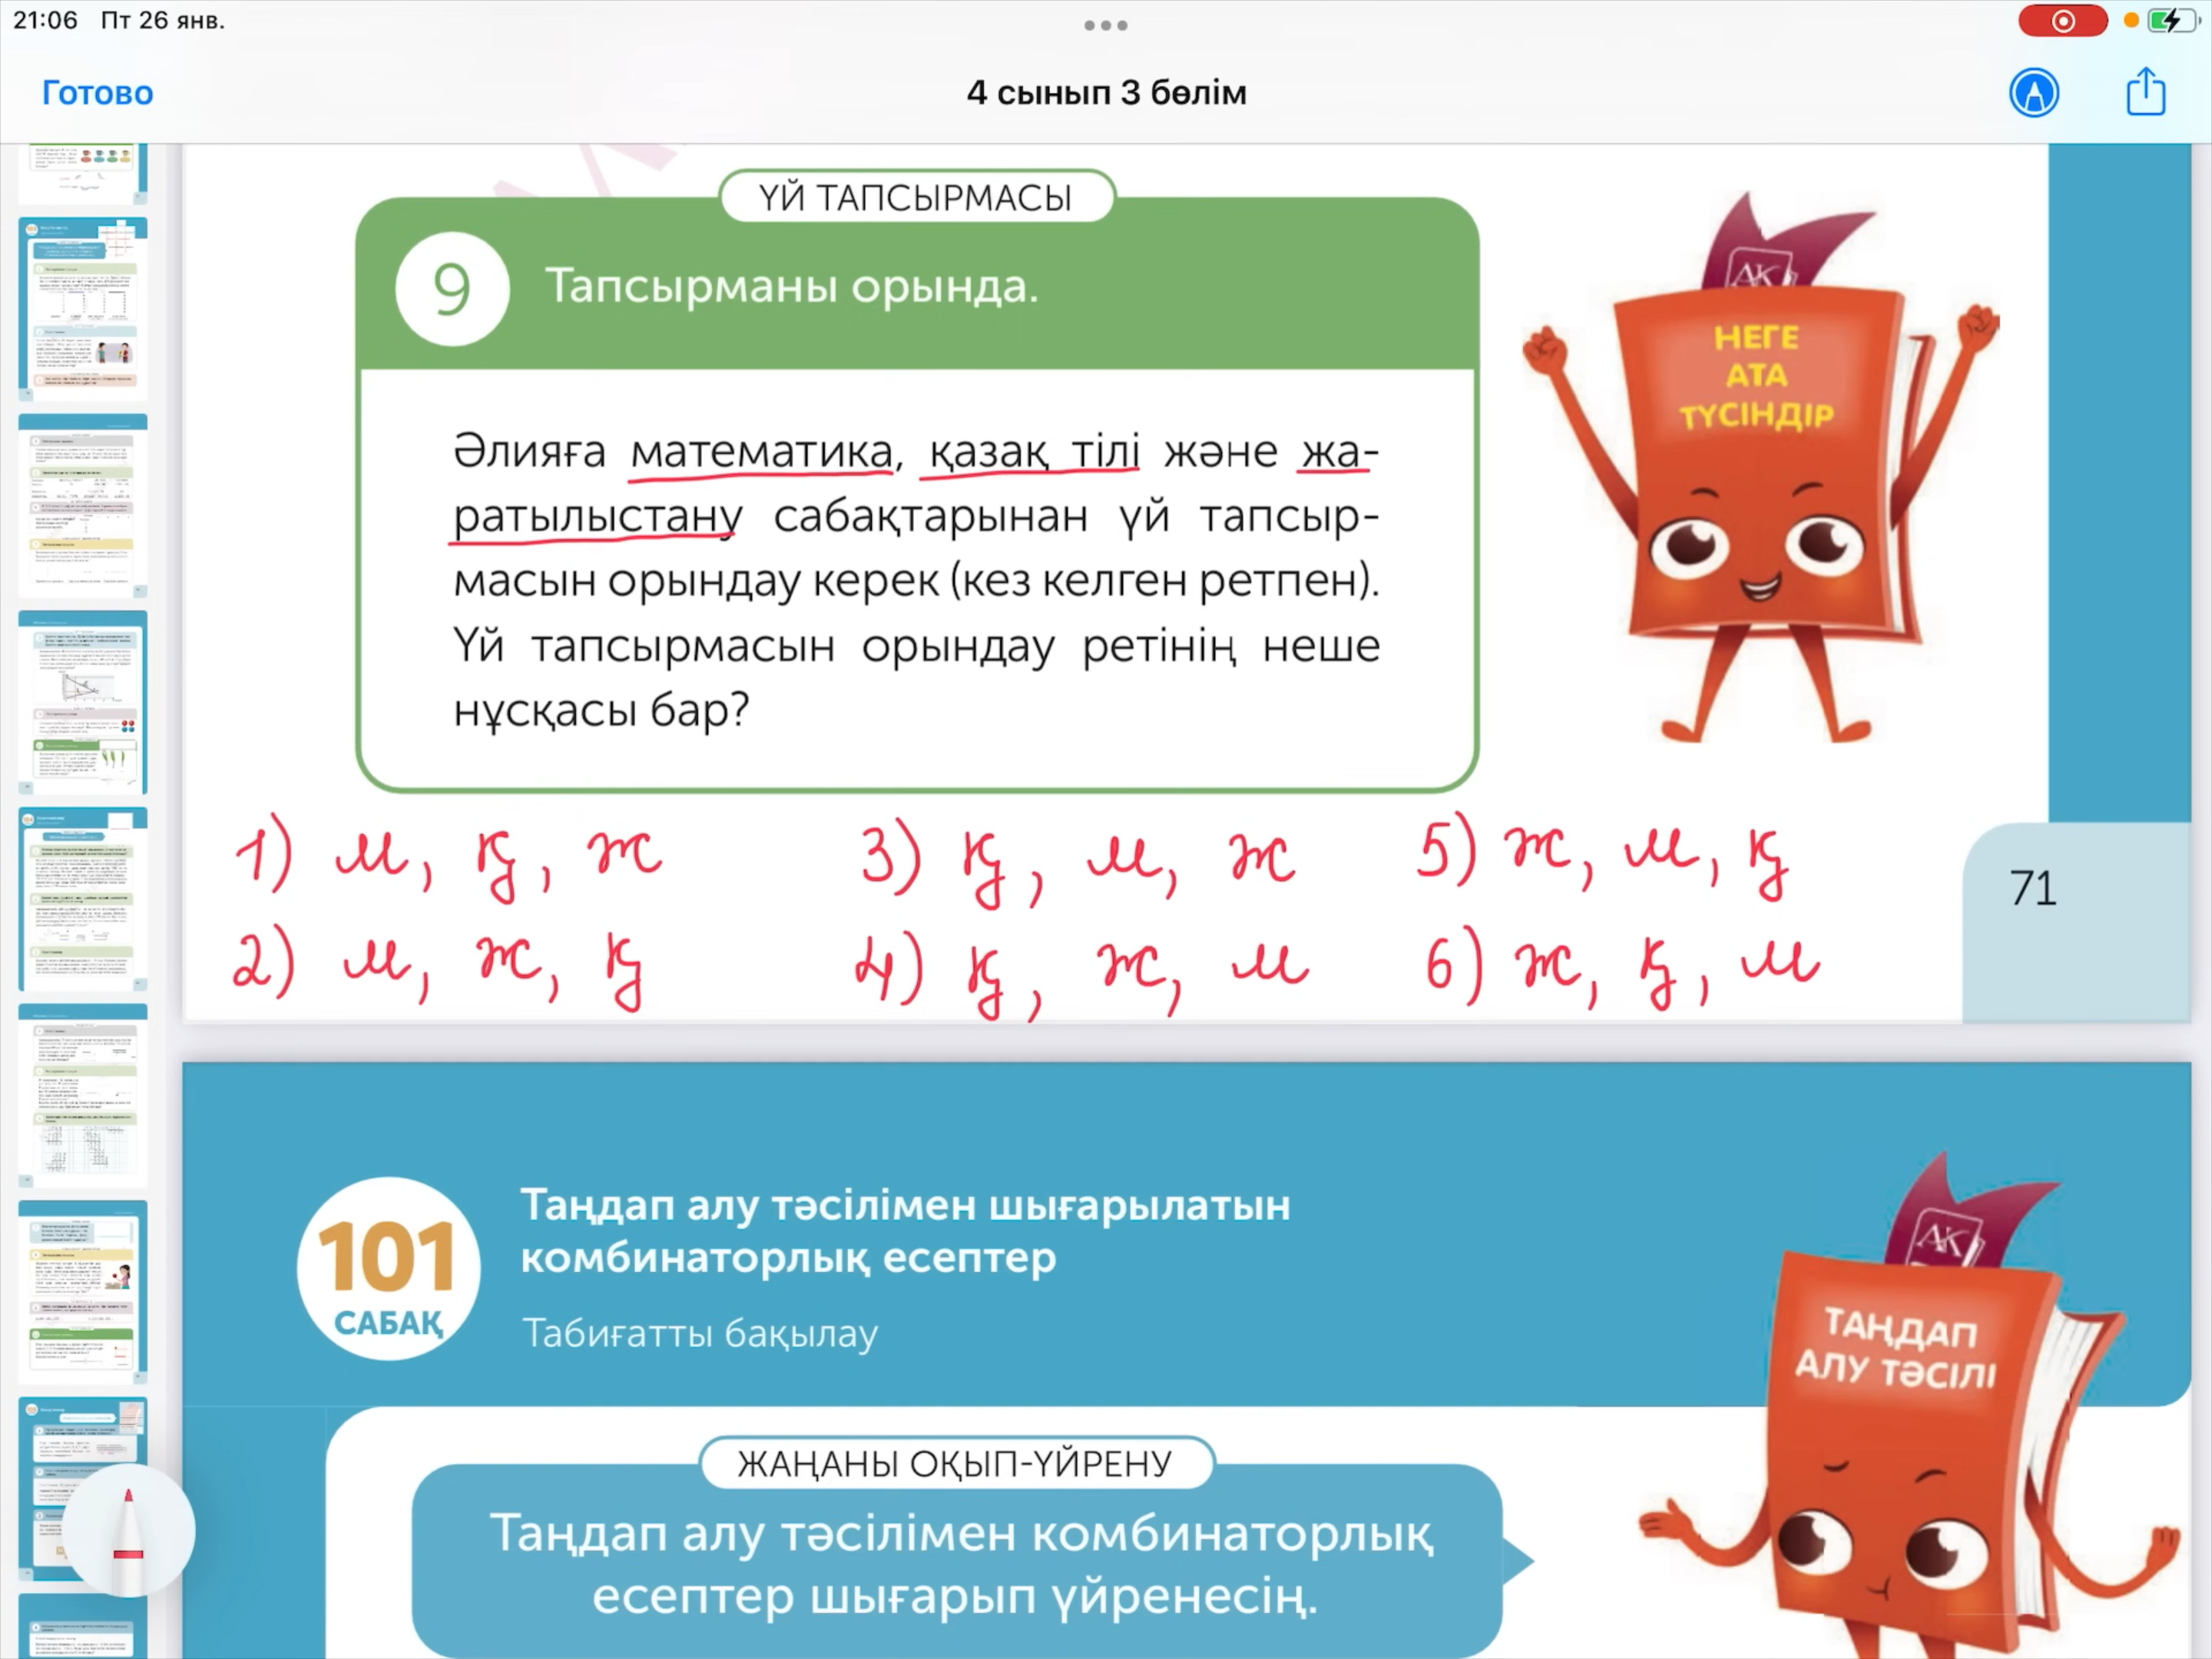 21:06 Пт 26 янв.
Готово
4 сынып 3 бөлім
ҮЙ ТАПСЫРМАСЫ
9 Тапсырманы орында.
Әлияға математика, қазақ тілі және жа-
ратылыстану сабақтарынан үй тапсыр-
масын орындау керек (кез келген ретпен).
Үй тапсырмасын орындау ретінің неше
нұсқасы бар?
АК
НЕГЕ
АТА
ТҮСІНДІР
1) м, қ, ж 3) қ, м, ж 5) ж, м, қ
2) м, ж, қ 4) қ, ж, м 6) ж, қ, м
71
101
САБАҚ
Таңдап алу тәсілімен шығарылатын
комбинаторлық есептер
Табиғатты бақылау
АК
ТАҢДАП
АЛУ ТӘСІЛІ
ЖАҢАНЫ ОҚЫП-ҮЙРЕНУ
Таңдап алу тәсілімен комбинаторлық
есептер шығарып үйренесің.